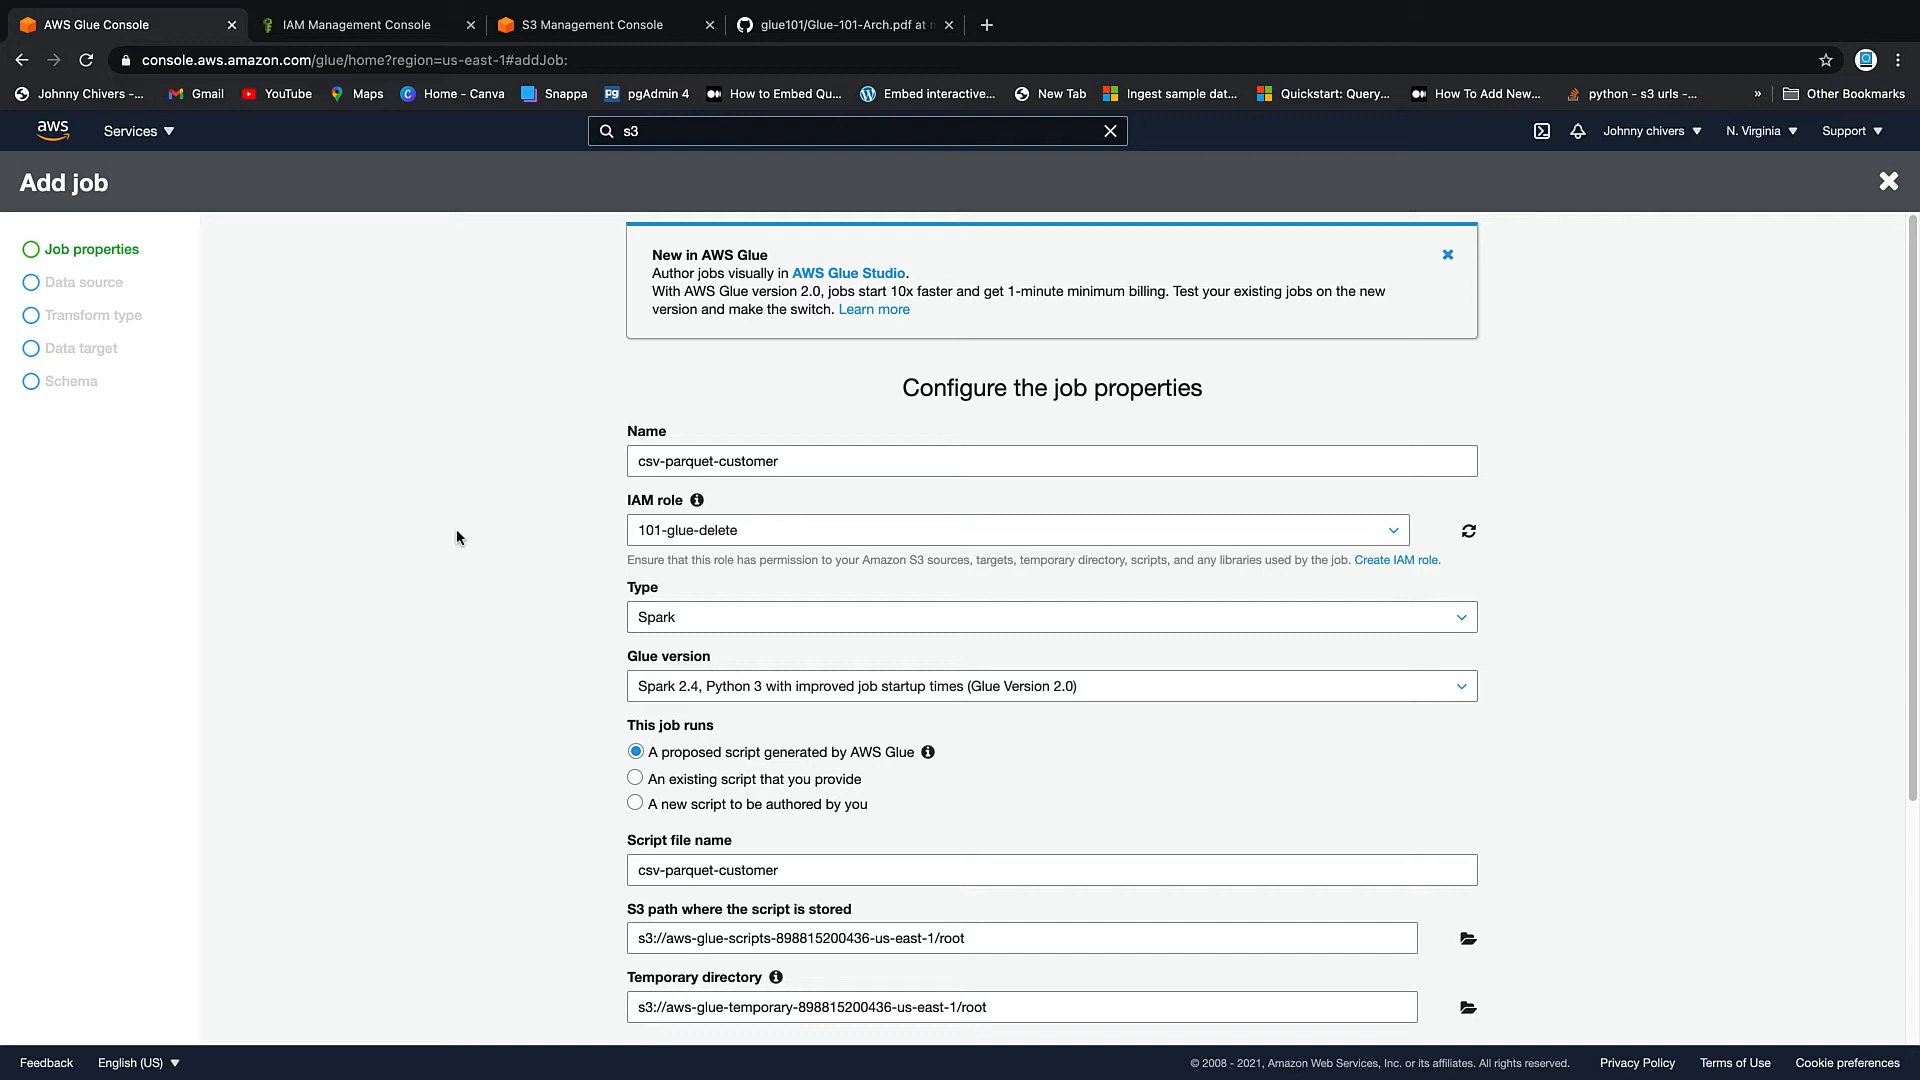 AWS Glue Console
IAM Management Console
S3 Management Console
glue101/Glue-101-Arch.pdf at
console.aws.amazon.com/glue/home?region=us-east-1#addJob:
Johnny Chivers -...
Gmail
YouTube
Maps
Home - Canva
Snappa
pgAdmin 4
How to Embed Qu...
Embed interactive...
New Tab
Ingest sample dat...
Quickstart: Query...
How To Add New...
python - s3 urls -...
»
Other Bookmarks
aws
Services
s3
Johnny chivers
N. Virginia
Support
Add job
Job properties
Data source
Transform type
Data target
Schema
New in AWS Glue
Author jobs visually in AWS Glue Studio.
With AWS Glue version 2.0, jobs start 10x faster and get 1-minute minimum billing. Test your existing jobs on the new
version and make the switch. Learn more
Configure the job properties
Name
csv-parquet-customer
IAM role
101-glue-delete
Ensure that this role has permission to your Amazon S3 sources, targets, temporary directory, scripts, and any libraries used by the job. Create IAM role.
Type
Spark
Glue version
Spark 2.4, Python 3 with improved job startup times (Glue Version 2.0)
This job runs
A proposed script generated by AWS Glue
An existing script that you provide
A new script to be authored by you
Script file name
csv-parquet-customer
S3 path where the script is stored
s3://aws-glue-scripts-898815200436-us-east-1/root
Temporary directory
s3://aws-glue-temporary-898815200436-us-east-1/root
Feedback
English (US)
© 2008 - 2021, Amazon Web Services, Inc. or its affiliates. All rights reserved.
Privacy Policy
Terms of Use
Cookie preferences